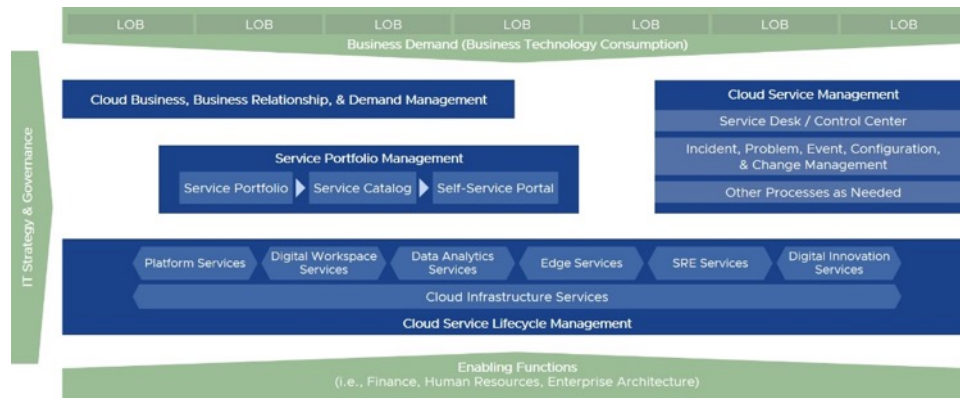 LOB LOB LOB LOB LOB LOB LOB
Business Demand (Business Technology Consumption)
IT Strategy & Governance
Cloud Business, Business Relationship, & Demand Management
Service Portfolio Management
Service Portfolio
Service Catalog
Self-Service Portal
Cloud Service Management
Service Desk / Control Center
Incident, Problem, Event, Configuration,
& Change Management
Other Processes as Needed
Platform Services
Digital Workspace
Services
Data Analytics
Services
Edge Services
SRE Services
Digital Innovation
Services
Cloud Infrastructure Services
Cloud Service Lifecycle Management
Enabling Functions
(i.e., Finance, Human Resources, Enterprise Architecture)